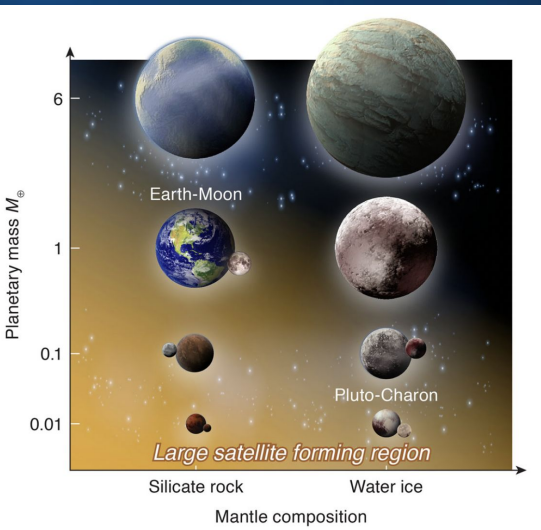 6
Earth-Moon
Planetary mass M⊕
1
0.1
Pluto-Charon
0.01
Large satellite forming region
Silicate rock
Water ice
Mantle composition